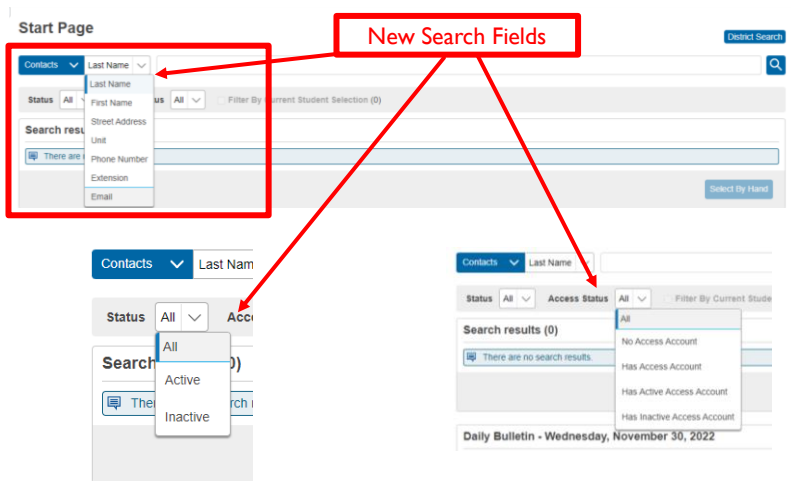 Start Page
New Search Fields
District Search
Contacts Last Name
Last Name
First Name
Street Address
Unit
Phone Number
Extension
Email
Status All us All Filter By Current Student Selection (0)
Search resu
There are
Select By Hand
Contacts Last Nam
Status All Acc
All
Active
Inactive
Search 0)
Ther rch r
Contacts Last Name
Status All Access Status All Filter By Current Stude
All
No Access Account
Has Access Account
Has Active Access Account
Has Inactive Access Account
Search results (0)
There are no search results.
Daily Bulletin - Wednesday, November 30, 2022